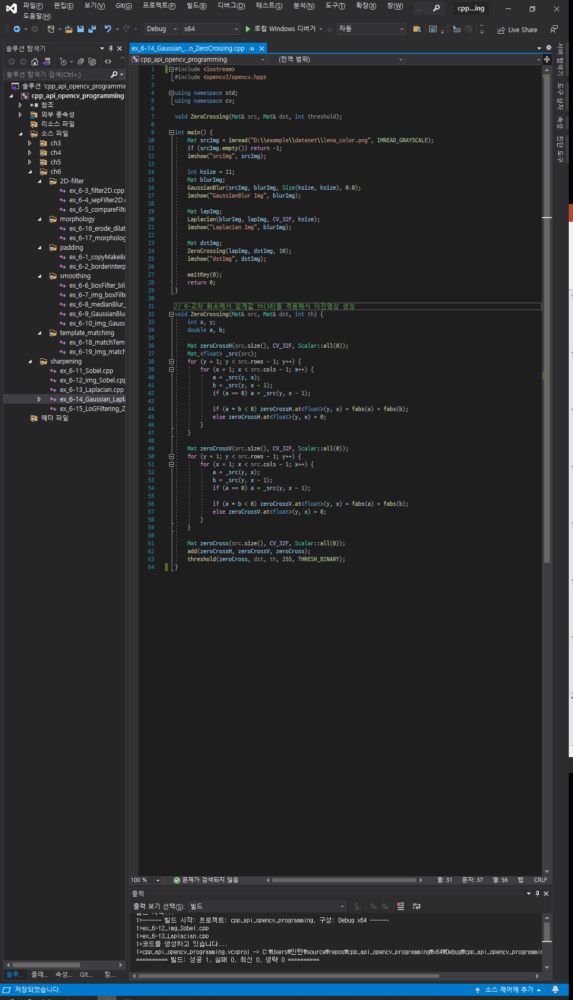 파일(F) 편집(E) 보기(V) Git(G) 프로젝트(P) 빌드(B) 디버그(D) 테스트(S) 분석(N) 도구(T) 확장(X) 창(W)
도움말(H)
... cpp...ing
Debug x64 로컬 Windows 디버거 자동 Live Share
솔루션 탐색기
솔루션 탐색기 검색(Ctrl+;)
솔루션 'cpp_api_opencv_programmin
cpp_api_opencv_programming
참조
외부 종속성
리소스 파일
소스 파일
ch3
ch4
ch5
ch6
2D-filter
ex_6-3_filter2D.cpp
ex_6-4_sepFilter2D.c
ex_6-5_compareFilte
morphology
ex_6-16_erode_dilat
ex_6-17_morpholog
padding
ex_6-1_copyMakeBo
ex_6-2_borderInterp
smoothing
ex_6-6_boxFilter_bil
ex_6-7_img_boxFilte
ex_6-8_medianBlur_
ex_6-9_GaussianBlu
ex_6-10_img_Gauss
template_matching
ex_6-18_matchTem
ex_6-19_img_match
sharpening
ex_6-11_Sobel.cpp
ex_6-12_img_Sobel.cpp
ex_6-13_Laplacian.cpp
ex_6-14_Gaussian_Lapla
ex_6-15_LoGFiltering_Z
헤더 파일
솔루... 클래... 속성... Git... 팀...
ex_6-14_Gaussian_...n_ZeroCrossing.cpp
cpp_api_opencv_programming (전역 범위)
1 #include <iostream>
2 #include <opencv2/opencv.hpp>
3
4 using namespace std;
5 using namespace cv;
6
7 void ZeroCrossing(Mat& src, Mat& dst, int threshold);
8
9 int main() {
10 Mat srcImg = imread("D:\\example\\dataset\\lena_color.png", IMREAD_GRAYSCALE);
11 if (srcImg.empty()) return -1;
12 imshow("srcImg", srcImg);
13
14 int ksize = 11;
15 Mat blurImg;
16 GaussianBlur(srcImg, blurImg, Size(ksize, ksize), 0.0);
17 imshow("GaussianBlur Img", blurImg);
18
19 Mat lapImg;
20 Laplacian(blurImg, lapImg, CV_32F, ksize);
21 imshow("Laplacian Img", blurImg);
22
23 Mat dstImg;
24 ZeroCrossing(lapImg, dstImg, 10);
25 imshow("dstImg", dstImg);
26
27 waitKey(0);
28 return 0;
29 }
30
31 // 0-교차 화소에서 임계값 th(10)을 적용해서 이진영상 생성
32 void ZeroCrossing(Mat& src, Mat& dst, int th) {
33 int x, y;
34 double a, b;
35
36 Mat zeroCrossH(src.size(), CV_32F, Scalar::all(0));
37 Mat_<float> _src(src);
38 for (y = 1; y < src.rows - 1; y++) {
39 for (x = 1; x < src.cols - 1; x++) {
40 a = _src(y, x);
41 b = _src(y, x - 1);
42 if (a == 0) a = _src(y, x - 1);
43
44 if (a * b < 0) zeroCrossH.at<float>(y, x) = fabs(a) + fabs(b);
45 else zeroCrossH.at<float>(y, x) = 0;
46 }
47 }
48
49 Mat zeroCrossV(src.size(), CV_32F, Scalar::all(0));
50 for (y = 1; y < src.rows - 1; y++) {
51 for (x = 1; x < src.cols - 1; x++) {
52 a = _src(y, x);
53 b = _src(y, x - 1);
54 if (a == 0) a = _src(y, x - 1);
55
56 if (a * b < 0) zeroCrossV.at<float>(y, x) = fabs(a) + fabs(b);
57 else zeroCrossV.at<float>(y, x) = 0;
58 }
59 }
60
61 Mat zeroCross(src.size(), CV_32F, Scalar::all(0));
62 add(zeroCrossH, zeroCrossV, zeroCross);
63 threshold(zeroCross, dst, th, 255, THRESH_BINARY);
64 }
서버 탐색기
도구 상자
속성
진단 도구
100 % 문제가 검색되지 않음 줄: 31 문자: 37 열: 56 탭 CRLF
출력
출력 보기 선택(S): 빌드
1>------ 빌드 시작: 프로젝트: cpp_api_opencv_programming, 구성: Debug x64 ------
1>ex_6-12_img_Sobel.cpp
1>ex_6-13_Laplacian.cpp
1>코드를 생성하고 있습니다...
1>cpp_api_opencv_programming.vcxproj -> C:₩Users₩인턴₩source₩repos₩cpp_api_opencv_programming₩x64₩Debug₩cpp_api_opencv_programmin
========== 빌드: 성공 1, 실패 0, 최신 0, 생략 0 ==========
저장되었습니다. 소스 제어에 추가